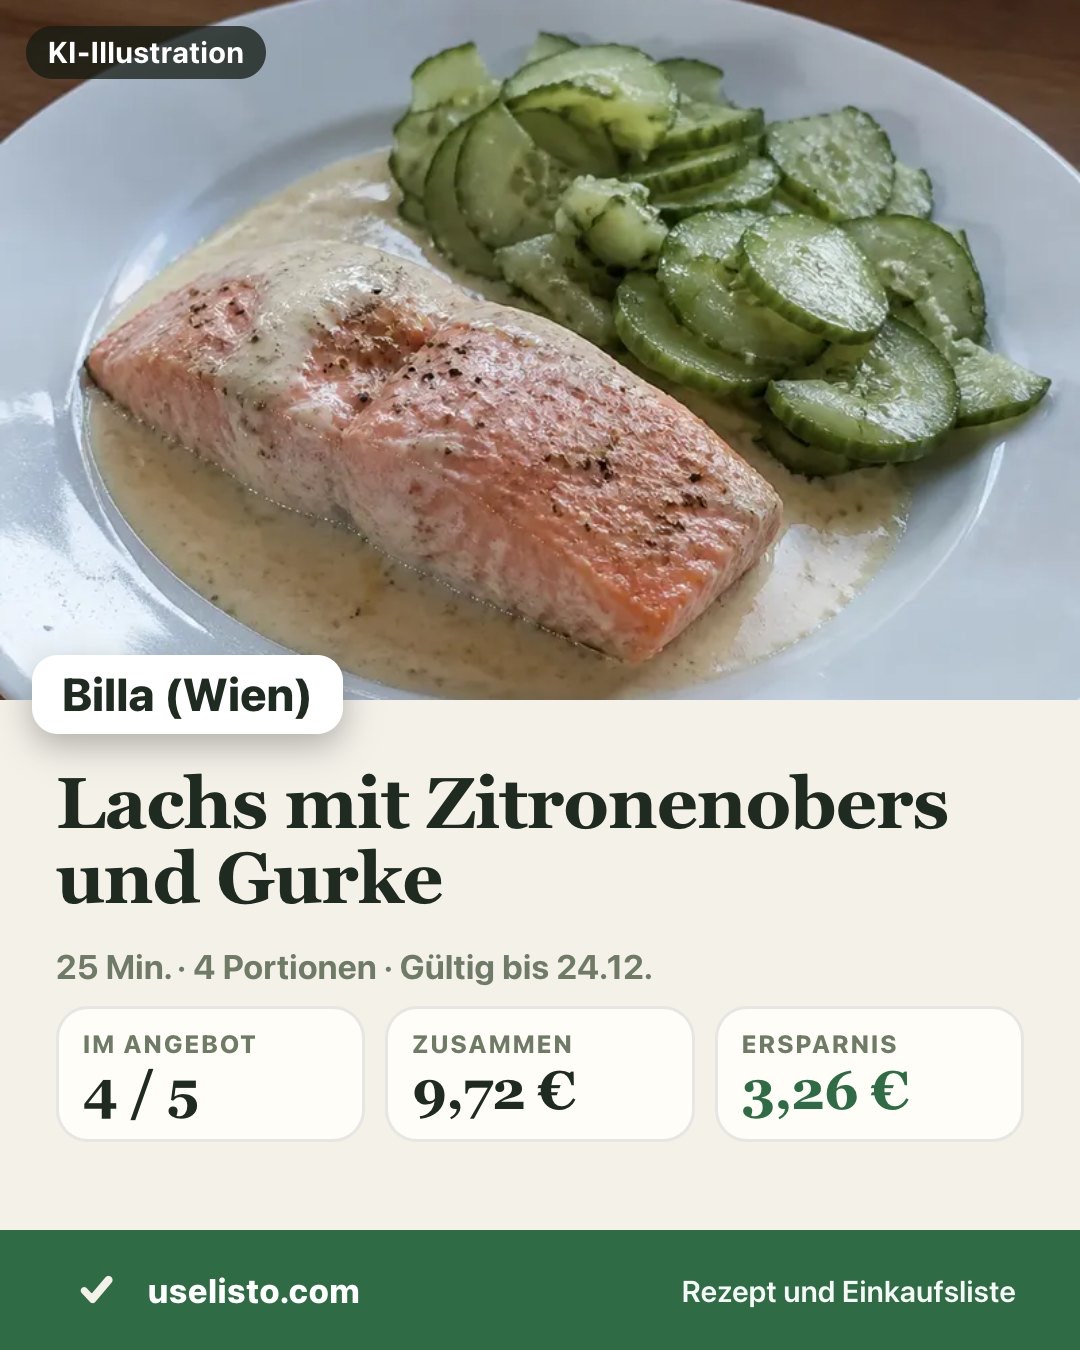 KI-Illustration
Billa (Wien)
Lachs mit Zitronenobers
und Gurke
25 Min. · 4 Portionen · Gültig bis 24.12.
IM ANGEBOT
4 / 5
ZUSAMMEN
9,72 €
ERSPARNIS
3,26 €
uselisto.com
Rezept und Einkaufsliste